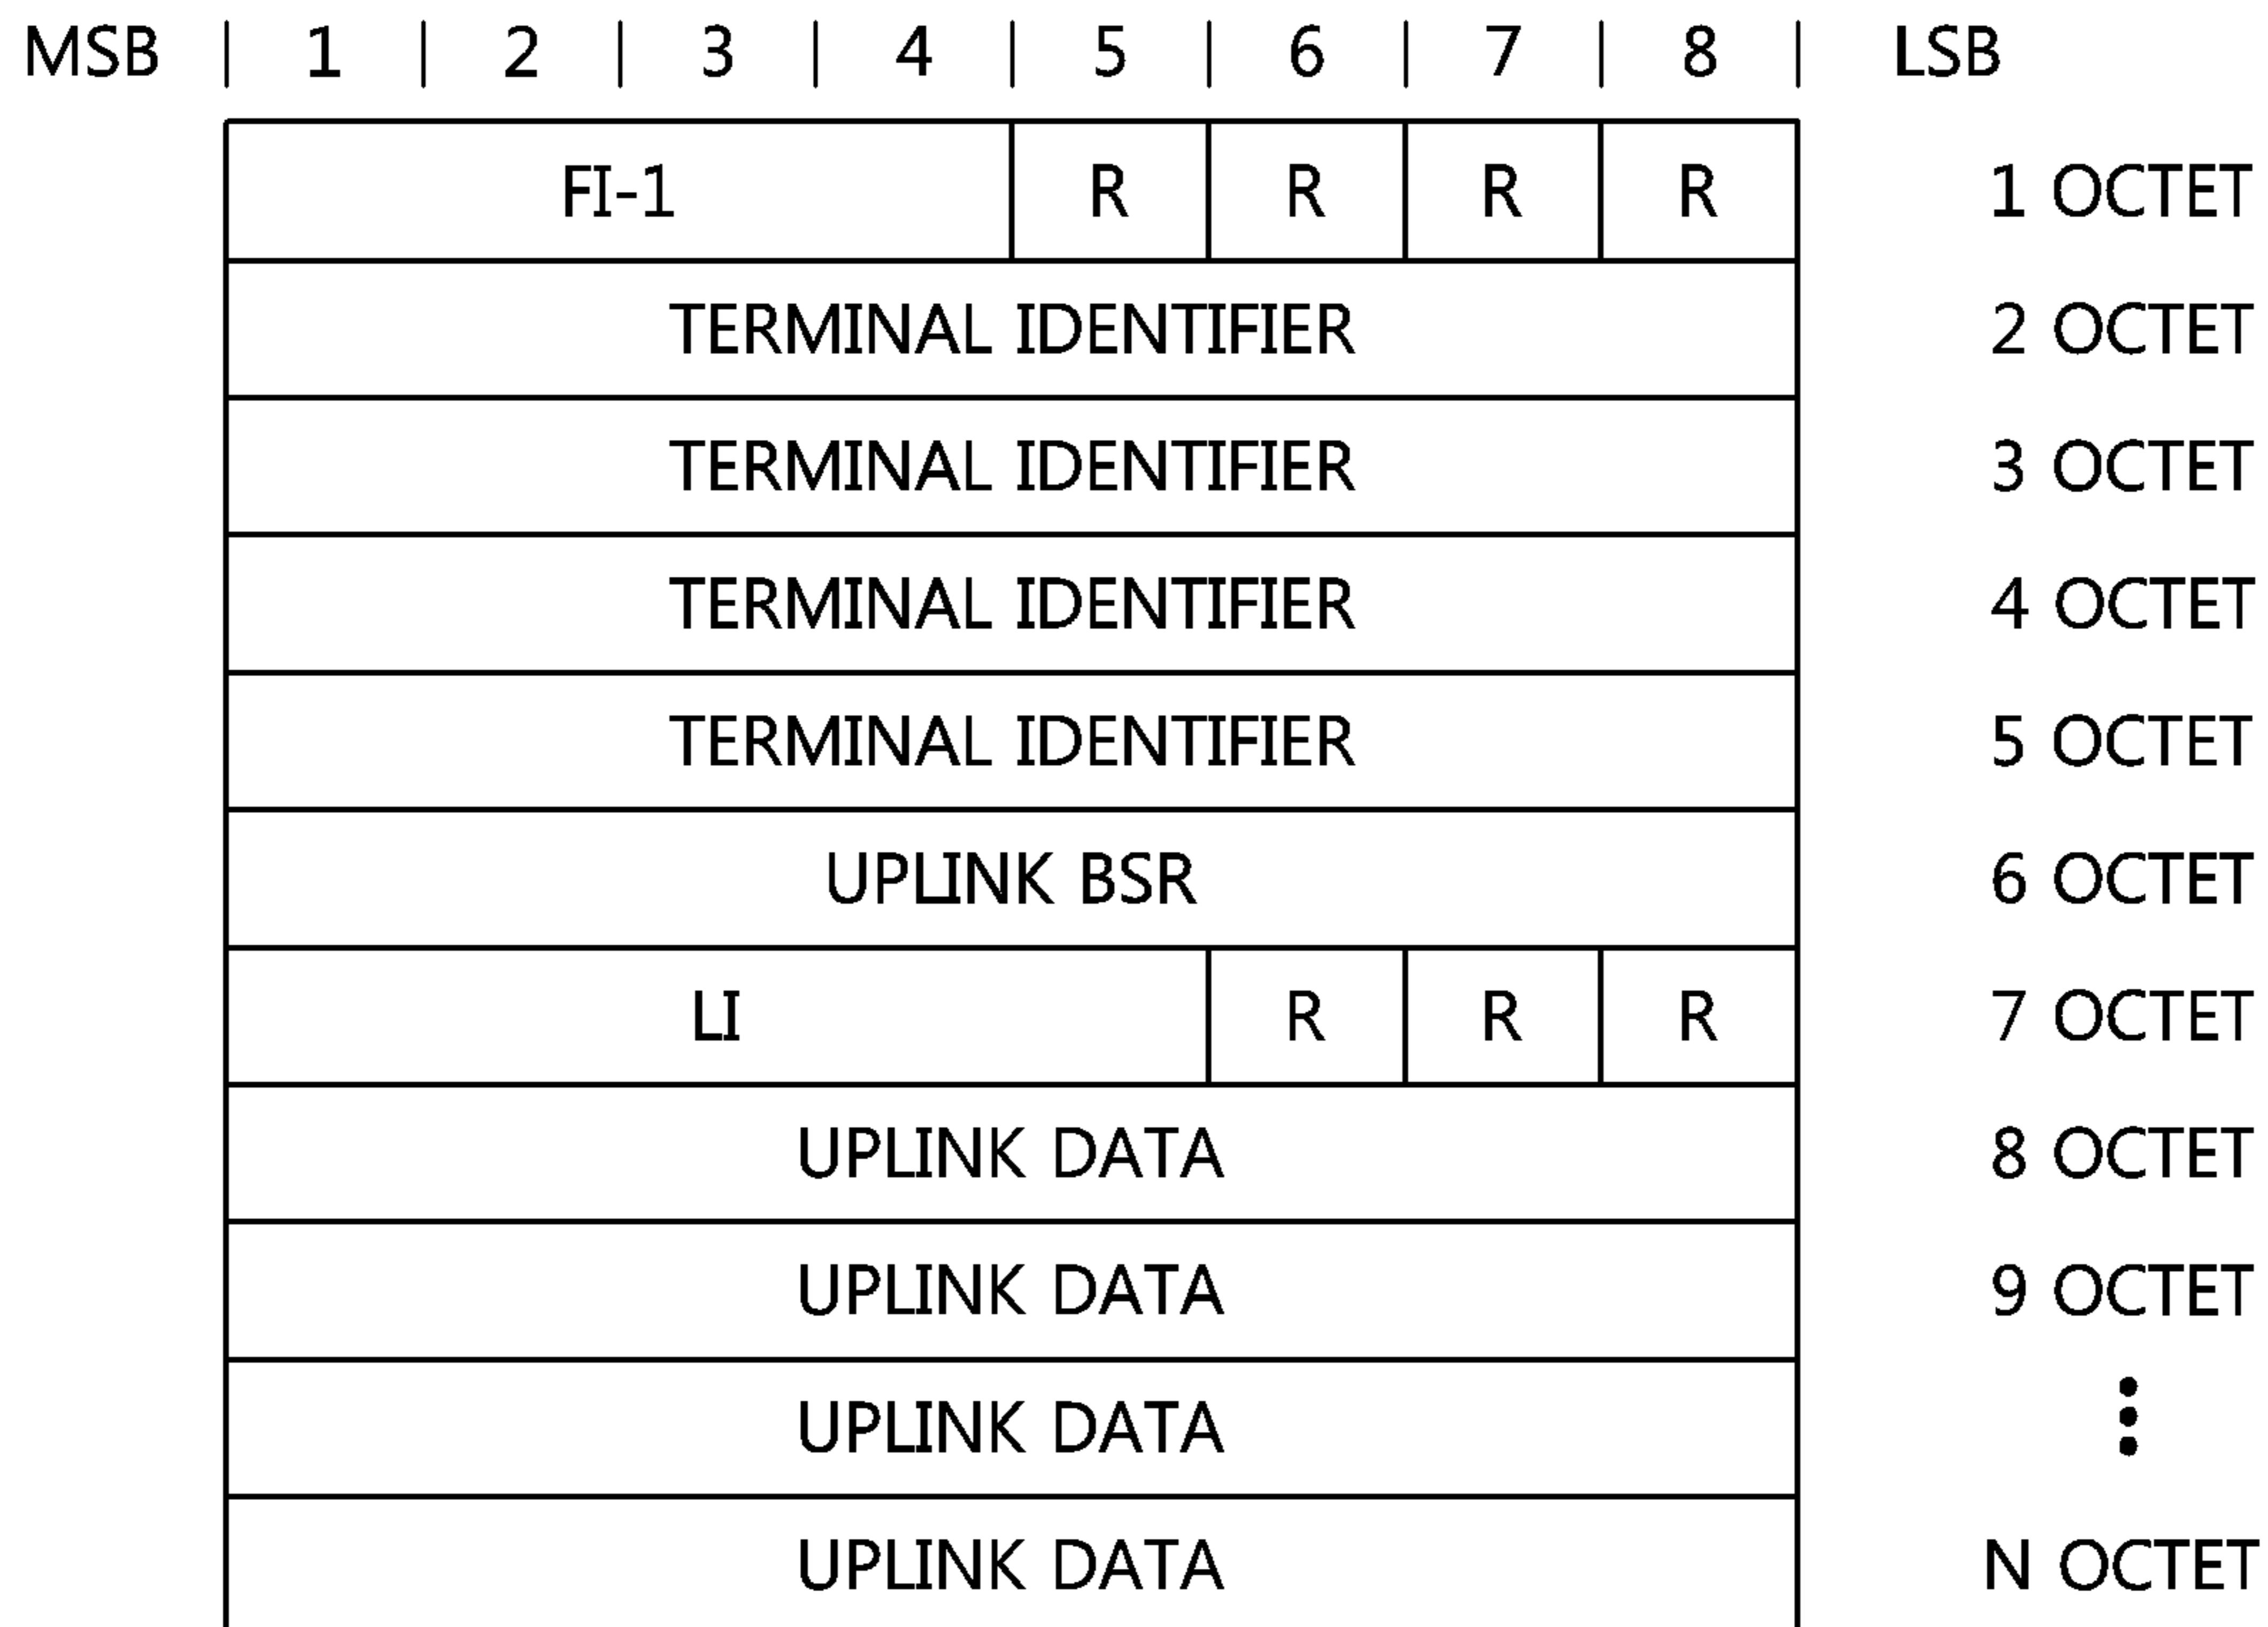 MSB | 1 | 2 | 3 | 4 | 5 | 6 | 7 | 8 | LSB
FI-1 R R R R 1 OCTET
TERMINAL IDENTIFIER 2 OCTET
TERMINAL IDENTIFIER 3 OCTET
TERMINAL IDENTIFIER 4 OCTET
TERMINAL IDENTIFIER 5 OCTET
UPLINK BSR 6 OCTET
LI R R R 7 OCTET
UPLINK DATA 8 OCTET
UPLINK DATA 9 OCTET
UPLINK DATA ⋮
UPLINK DATA N OCTET